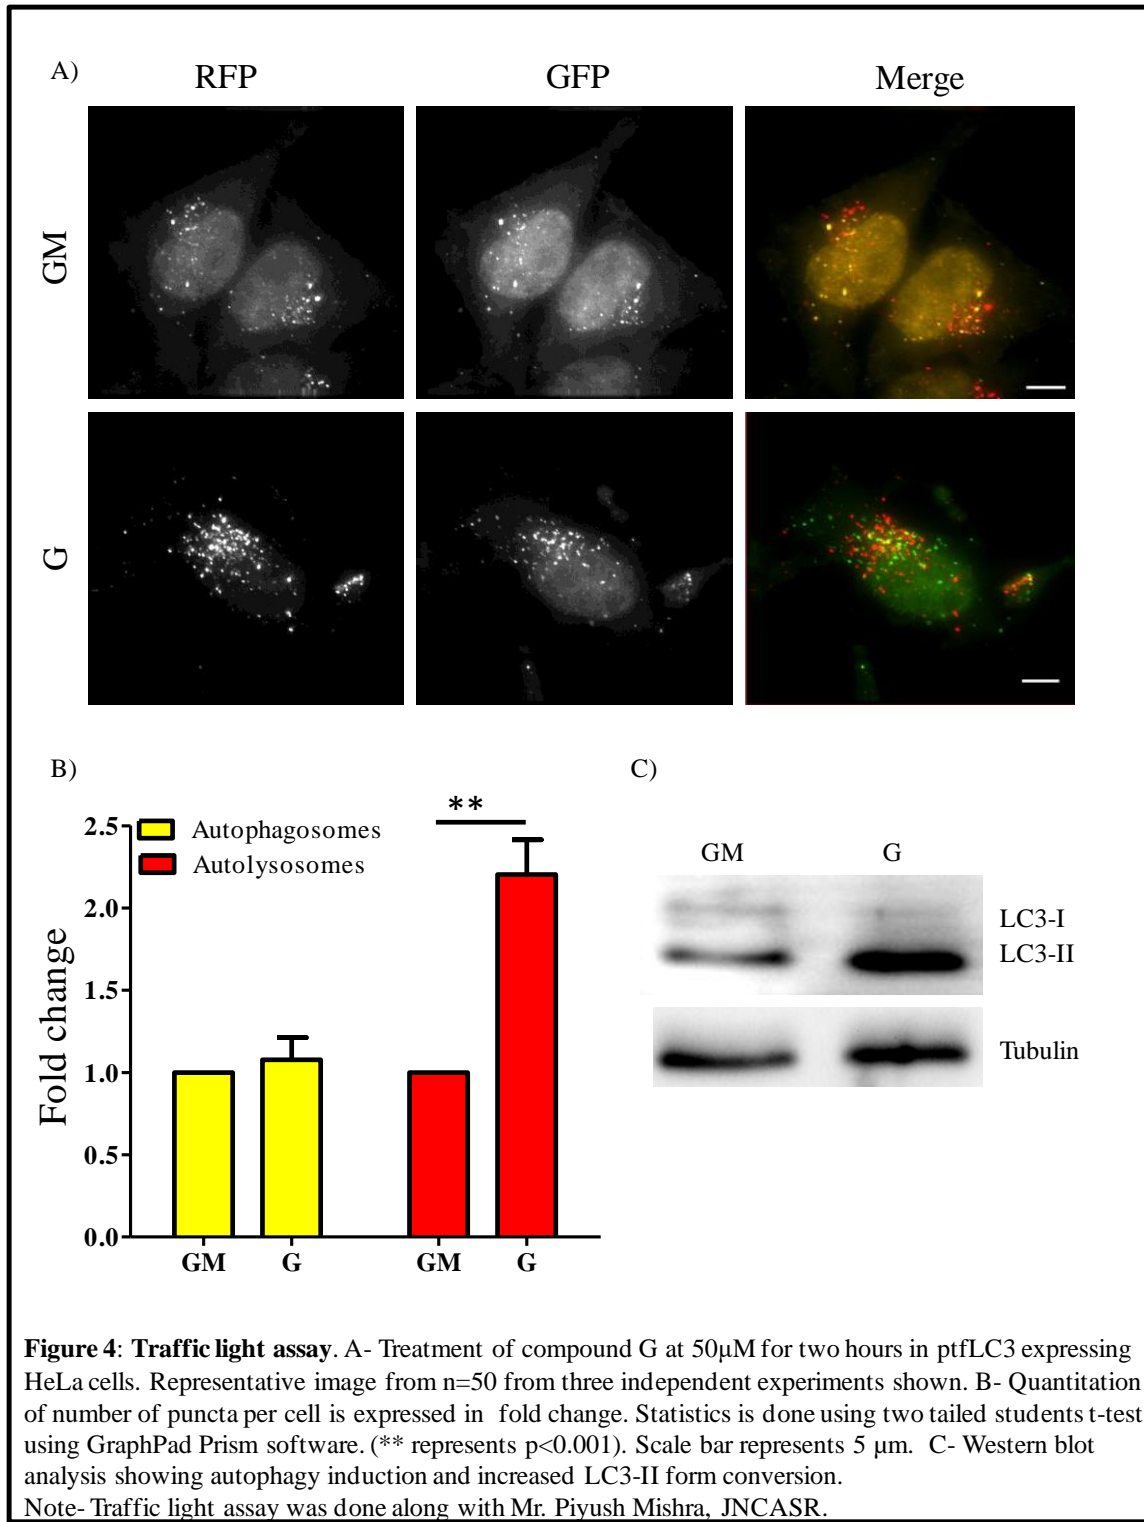 A)
RFP GFP Merge
GM
G
B)
C)
**
2.5
2.0
1.5
1.0
0.5
0.0
Fold change
Autophagosomes
Autolysosomes
GM G GM G
GM G
LC3-I
LC3-II
Tubulin
Figure 4: Traffic light assay. A- Treatment of compound G at 50μM for two hours in ptfLC3 expressing
HeLa cells. Representative image from n=50 from three independent experiments shown. B- Quantitation
of number of puncta per cell is expressed in fold change. Statistics is done using two tailed students t-test
using GraphPad Prism software. (** represents p<0.001). Scale bar represents 5 μm. C- Western blot
analysis showing autophagy induction and increased LC3-II form conversion.
Note- Traffic light assay was done along with Mr. Piyush Mishra, JNCASR.